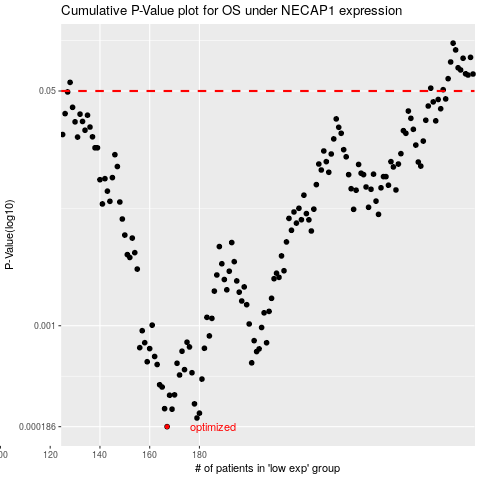 Cumulative P-Value plot for OS under NECAP1 expression
P-Value(log10)
0.05
0.001
0.000186
optimized
00 120 140 160 180
# of patients in 'low exp' group